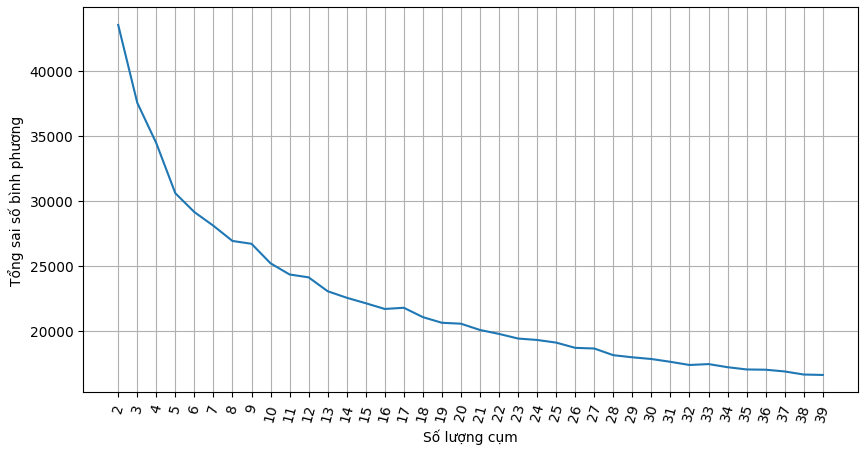 Tổng sai số bình phương
40000
35000
30000
25000
20000
2 3 4 5 6 7 8 9 10 11 12 13 14 15 16 17 18 19 20 21 22 23 24 25 26 27 28 29 30 31 32 33 34 35 36 37 38 39
Số lượng cụm